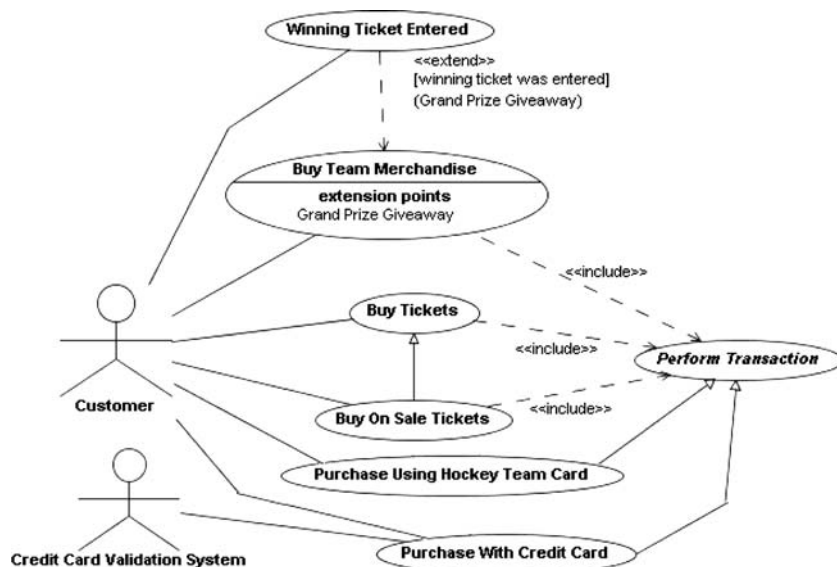 Winning Ticket Entered
<<extend>>
[winning ticket was entered]
(Grand Prize Giveaway)
Buy Team Merchandise
extension points
Grand Prize Giveaway
<<include>>
Buy Tickets
<<include>>
Perform Transaction
Customer
Buy On Sale Tickets
<<include>>
Purchase Using Hockey Team Card
Credit Card Validation System
Purchase With Credit Card